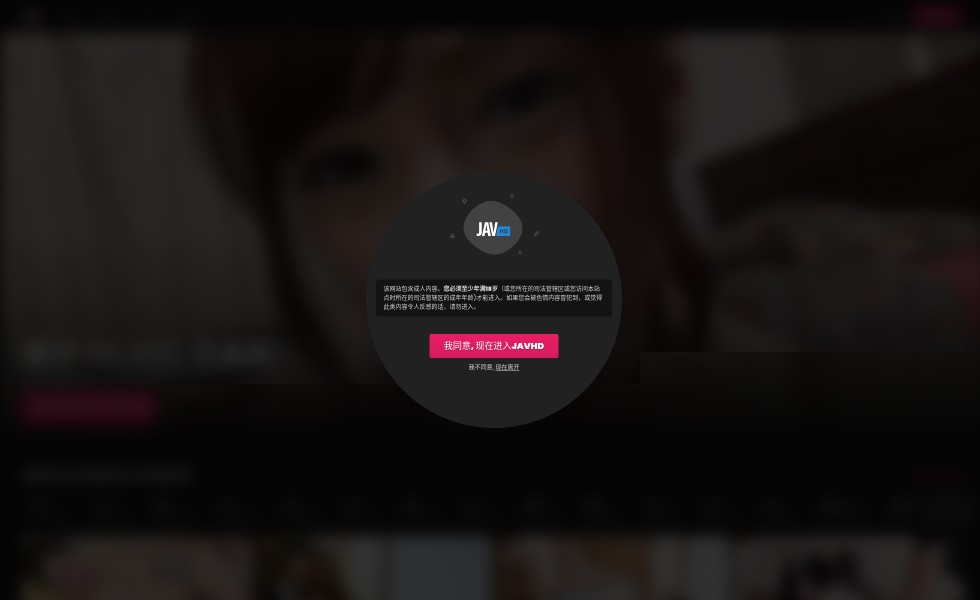 JAV HD
该网站包含成人内容。您必须至少年满18岁（或您所在的司法管辖区或您访问本站
点时所在的司法管辖区的成年年龄)才能进入。如果您会被色情内容冒犯到，或觉得
此类内容令人反感的话，请勿进入。
我同意, 现在进入JAVHD
我不同意, 现在离开